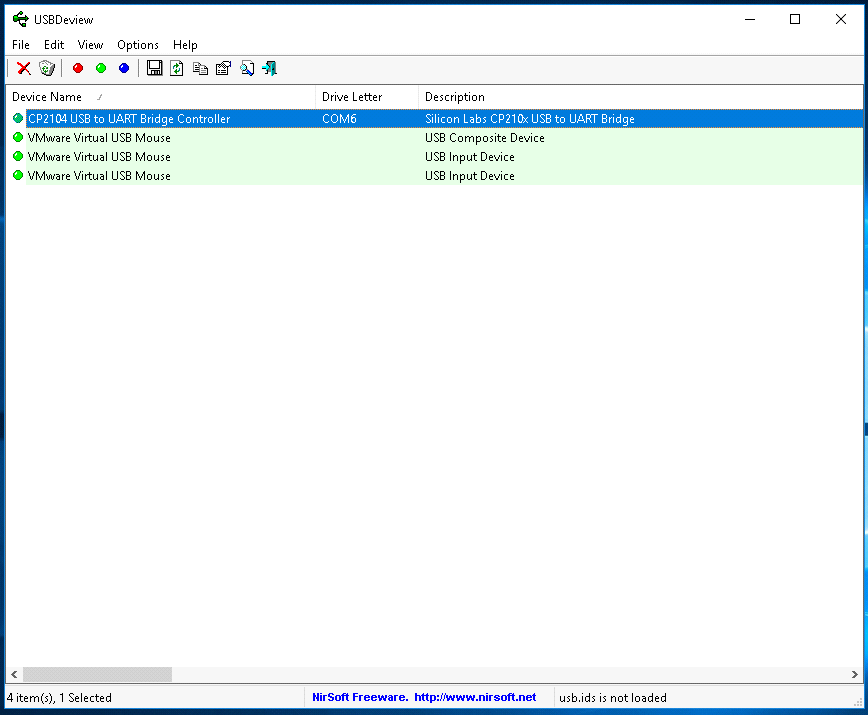 USBDeview
File Edit View Options Help
Device Name Drive Letter Description
CP2104 USB to UART Bridge Controller COM6 Silicon Labs CP210x USB to UART Bridge
VMware Virtual USB Mouse USB Composite Device
VMware Virtual USB Mouse USB Input Device
VMware Virtual USB Mouse USB Input Device
4 item(s), 1 Selected NirSoft Freeware. http://www.nirsoft.net usb.ids is not loaded